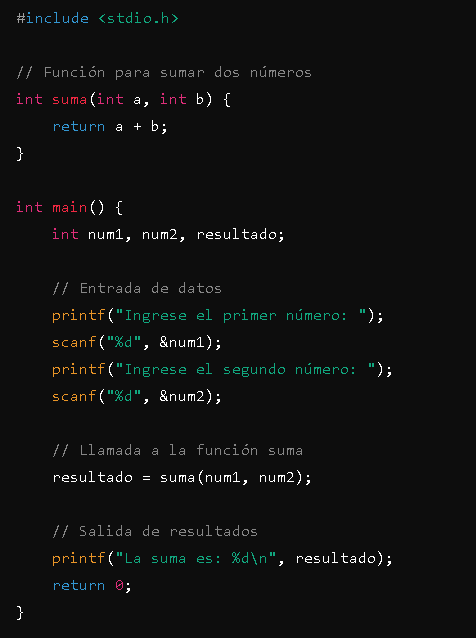 #include <stdio.h>
// Función para sumar dos números
int suma(int a, int b) {
    return a + b;
}
int main() {
    int num1, num2, resultado;
    // Entrada de datos
    printf("Ingrese el primer número: ");
    scanf("%d", &num1);
    printf("Ingrese el segundo número: ");
    scanf("%d", &num2);
    // Llamada a la función suma
    resultado = suma(num1, num2);
    // Salida de resultados
    printf("La suma es: %d\n", resultado);
    return 0;
}